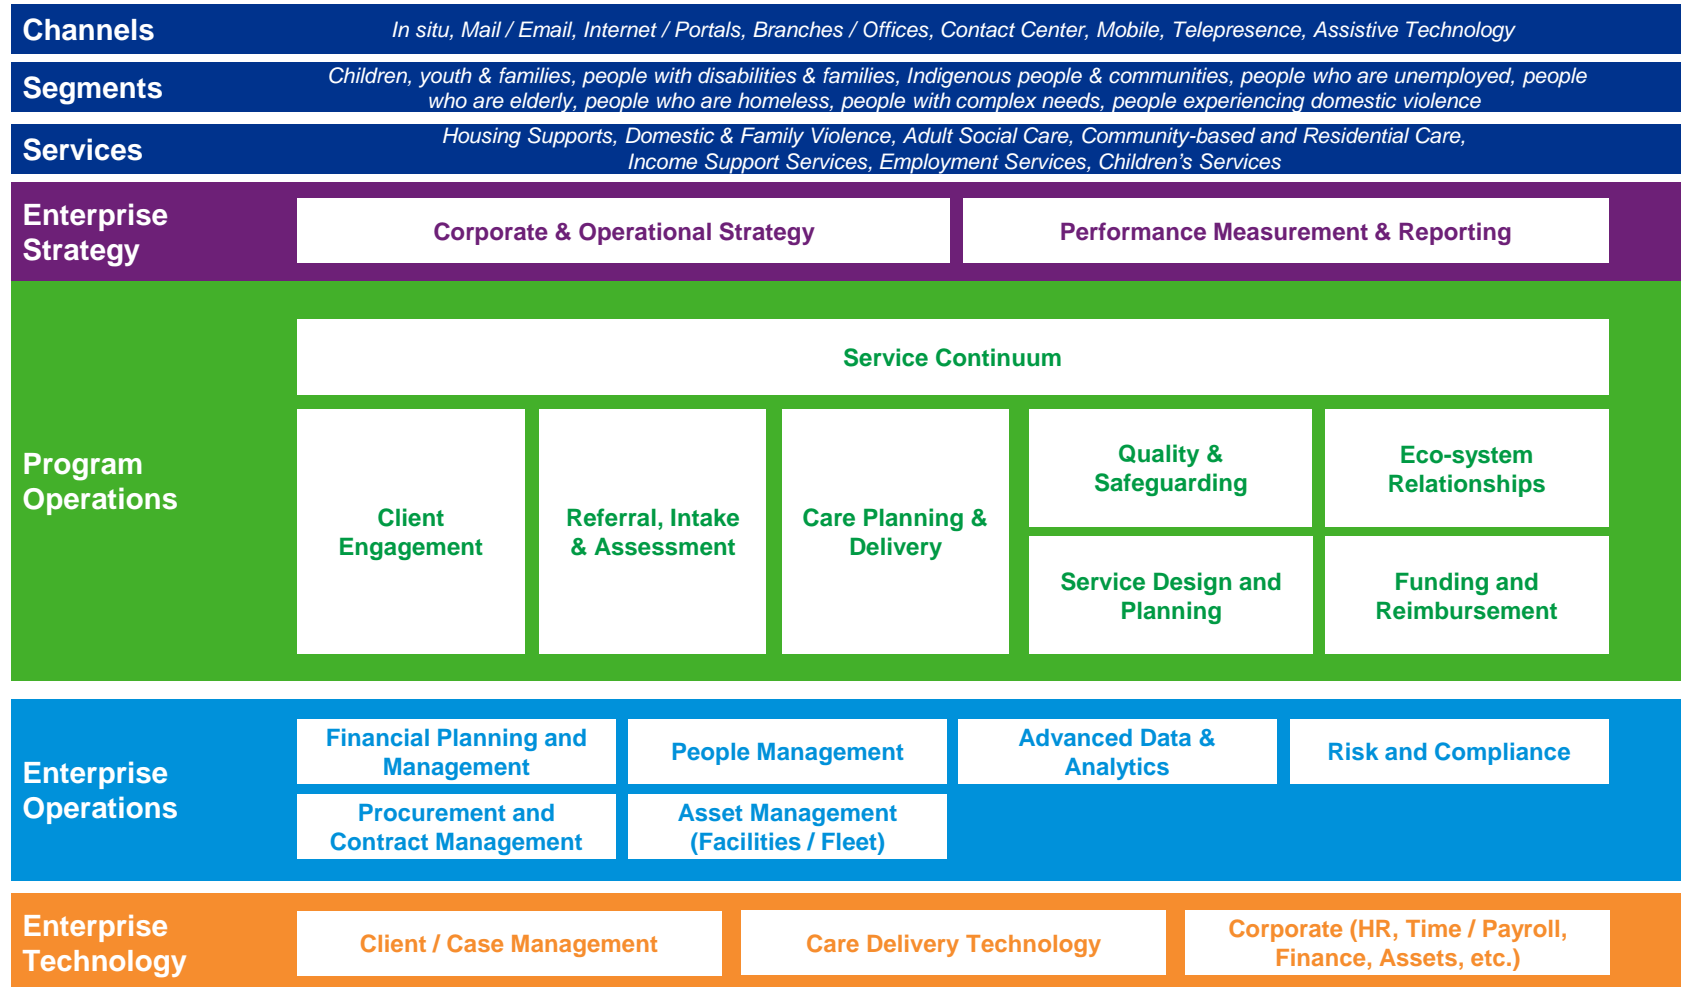 Channels
In situ, Mail / Email, Internet / Portals, Branches / Offices, Contact Center, Mobile, Telepresence, Assistive Technology
Segments
Children, youth & families, people with disabilities & families, Indigenous people & communities, people who are unemployed, people
who are elderly, people who are homeless, people with complex needs, people experiencing domestic violence
Services
Housing Supports, Domestic & Family Violence, Adult Social Care, Community-based and Residential Care,
Income Support Services, Employment Services, Children’s Services
Enterprise
Strategy
Corporate & Operational Strategy
Performance Measurement & Reporting
Program
Operations
Service Continuum
Client
Engagement
Referral, Intake
& Assessment
Care Planning &
Delivery
Quality &
Safeguarding
Eco-system
Relationships
Service Design and
Planning
Funding and
Reimbursement
Enterprise
Operations
Financial Planning and
Management
People Management
Advanced Data &
Analytics
Risk and Compliance
Procurement and
Contract Management
Asset Management
(Facilities / Fleet)
Enterprise
Technology
Client / Case Management
Care Delivery Technology
Corporate (HR, Time / Payroll,
Finance, Assets, etc.)